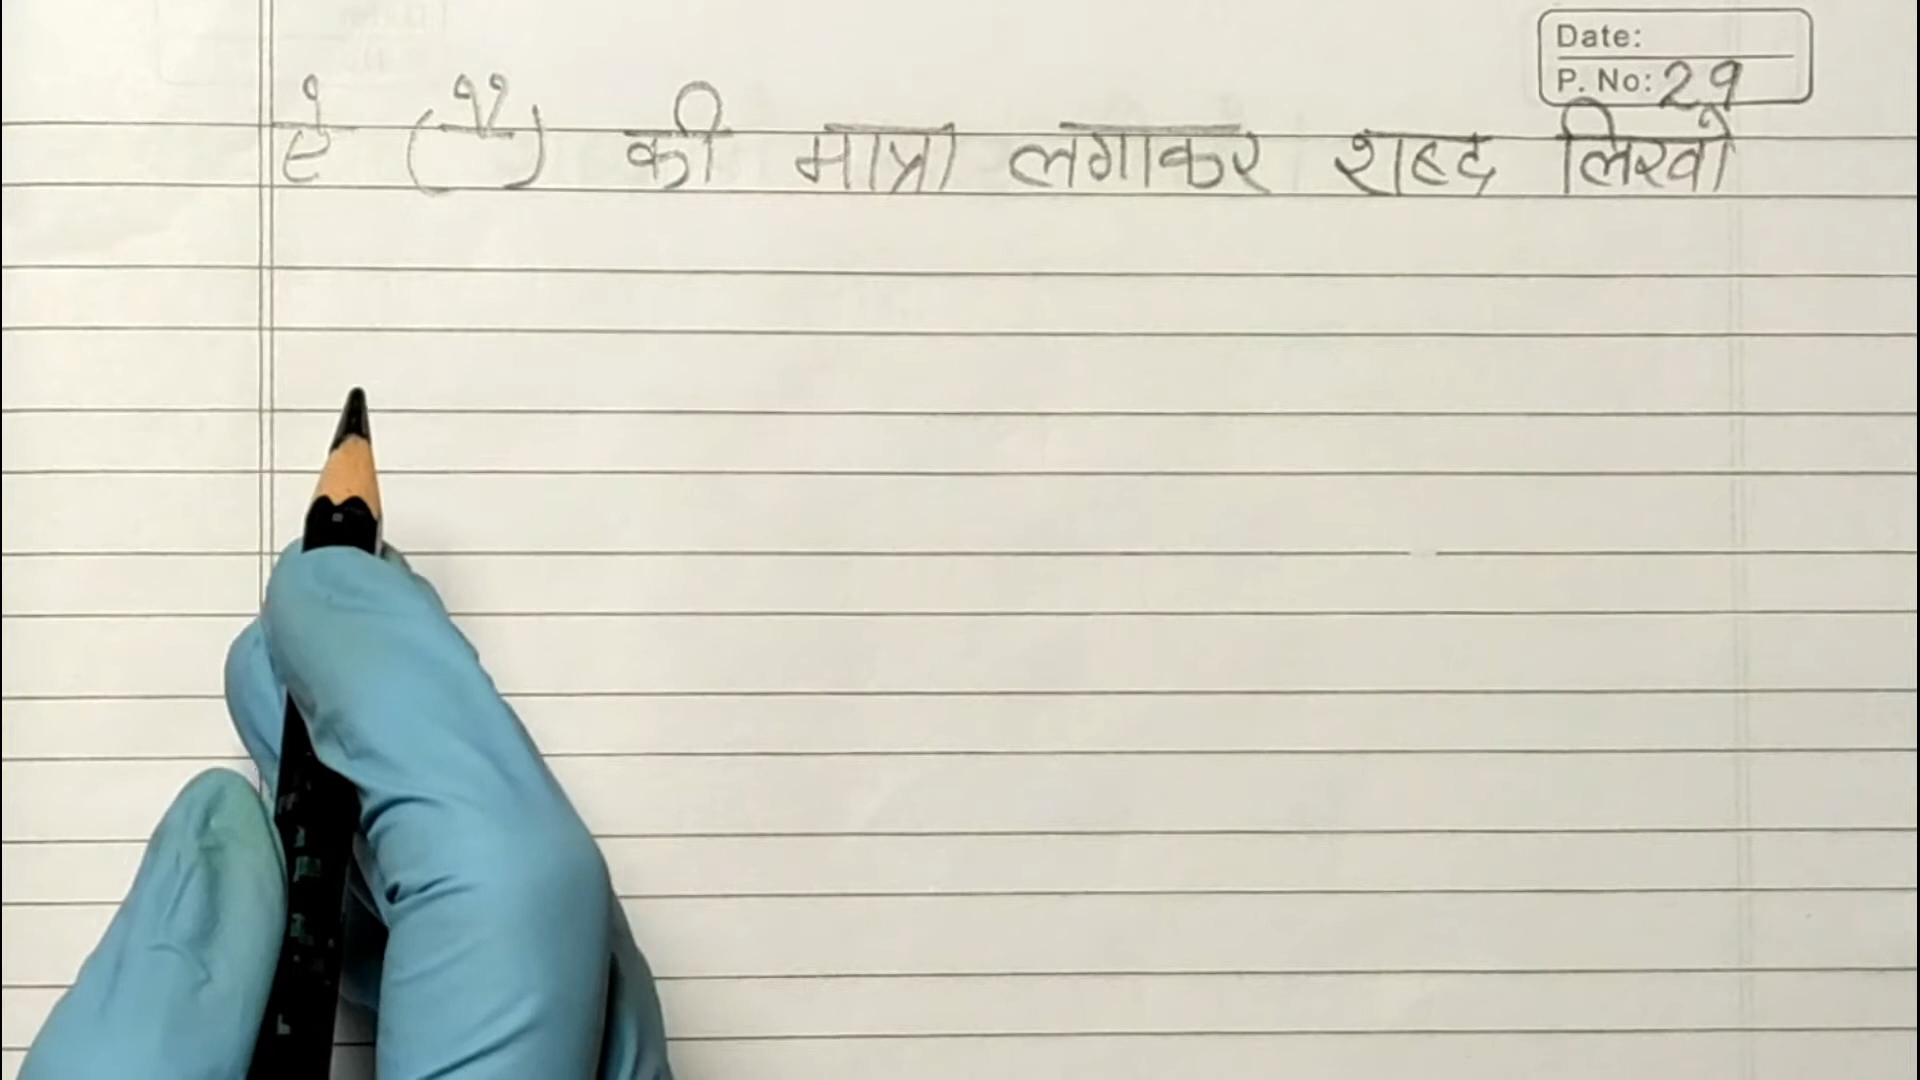 Date:
P. No: 29
ऐ ( ै ) की मात्रा लगाकर शब्द लिखो